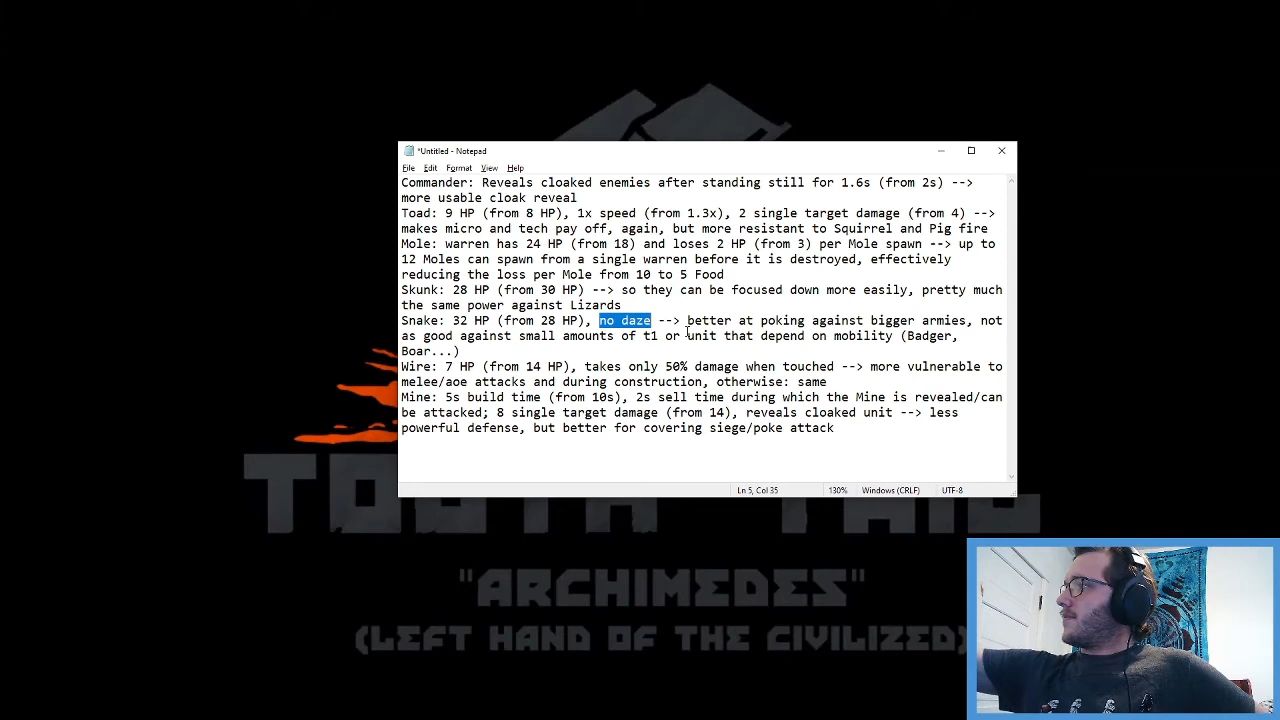 *Untitled - Notepad
File Edit Format View Help
Commander: Reveals cloaked enemies after standing still for 1.6s (from 2s) -->
more usable cloak reveal
Toad: 9 HP (from 8 HP), 1x speed (from 1.3x), 2 single target damage (from 4) -->
makes micro and tech pay off, again, but more resistant to Squirrel and Pig fire
Mole: warren has 24 HP (from 18) and loses 2 HP (from 3) per Mole spawn --> up to
12 Moles can spawn from a single warren before it is destroyed, effectively
reducing the loss per Mole from 10 to 5 Food
Skunk: 28 HP (from 30 HP) --> so they can be focused down more easily, pretty much
the same power against Lizards
Snake: 32 HP (from 28 HP), no daze --> better at poking against bigger armies, not
as good against small amounts of t1 or unit that depend on mobility (Badger,
Boar...)
Wire: 7 HP (from 14 HP), takes only 50% damage when touched --> more vulnerable to
melee/aoe attacks and during construction, otherwise: same
Mine: 5s build time (from 10s), 2s sell time during which the Mine is revealed/can
be attacked; 8 single target damage (from 14), reveals cloaked unit --> less
powerful defense, but better for covering siege/poke attack
Ln 5, Col 35 130% Windows (CRLF) UTF-8
"ARCHIMEDES"
(LEFT HAND OF THE CIVILIZED)